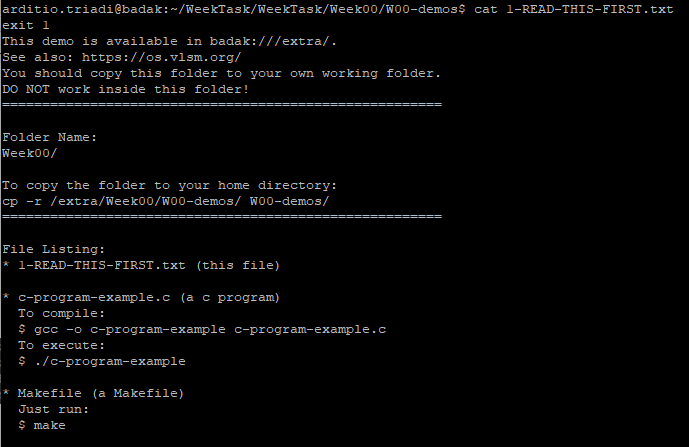 arditio.triadi@badak:~/WeekTask/WeekTask/Week00/W00-demos$ cat 1-READ-THIS-FIRST.txt
exit 1
This demo is available in badak:///extra/.
See also: https://os.vlsm.org/
You should copy this folder to your own working folder.
DO NOT work inside this folder!
=======================================================
Folder Name:
Week00/
To copy the folder to your home directory:
cp -r /extra/Week00/W00-demos/ W00-demos/
=======================================================
File Listing:
* 1-READ-THIS-FIRST.txt (this file)
* c-program-example.c (a c program)
  To compile:
  $ gcc -o c-program-example c-program-example.c
  To execute:
  $ ./c-program-example
* Makefile (a Makefile)
  Just run:
  $ make